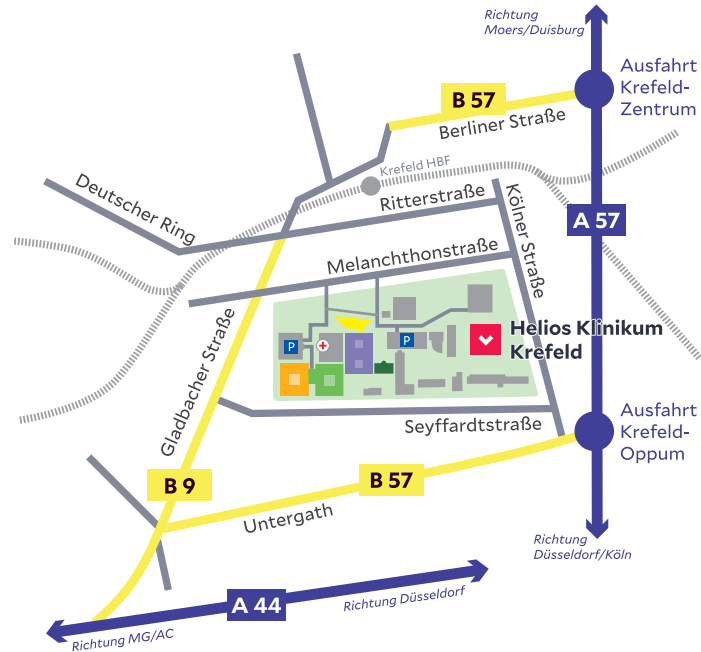 Richtung
Moers/Duisburg
Ausfahrt
Krefeld-
Zentrum
B 57
Berliner Straße
Krefeld HBF
Deutscher Ring
Ritterstraße
Kölner Straße
A 57
Melanchthonstraße
Gladbacher Straße
Helios Klinikum
Krefeld
P
P
Ausfahrt
Krefeld-
Oppum
Seyffardtstraße
B 9
B 57
Untergath
Richtung
Düsseldorf/Köln
A 44
Richtung Düsseldorf
Richtung MG/AC